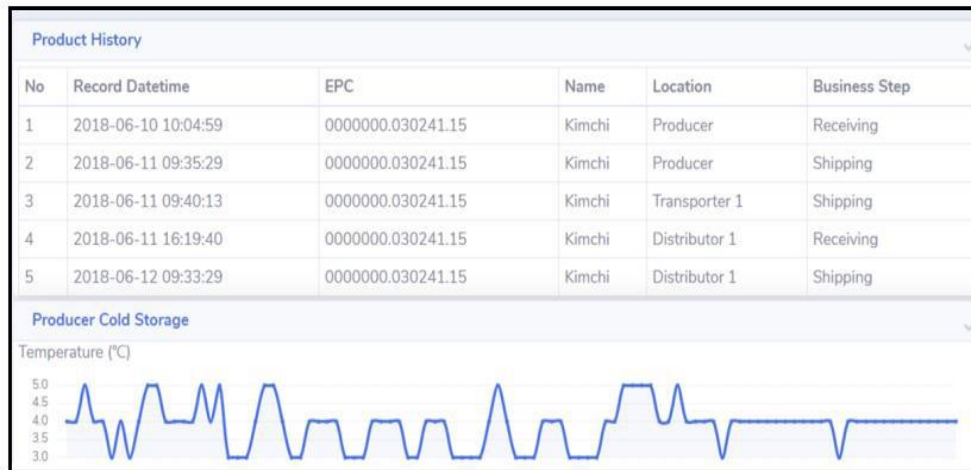 Product History
No Record Datetime EPC Name Location Business Step
1 2018-06-10 10:04:59 0000000.030241.15 Kimchi Producer Receiving
2 2018-06-11 09:35:29 0000000.030241.15 Kimchi Producer Shipping
3 2018-06-11 09:40:13 0000000.030241.15 Kimchi Transporter 1 Shipping
4 2018-06-11 16:19:40 0000000.030241.15 Kimchi Distributor 1 Receiving
5 2018-06-12 09:33:29 0000000.030241.15 Kimchi Distributor 1 Shipping
Producer Cold Storage
Temperature (℃)
5.0
4.5
4.0
3.5
3.0